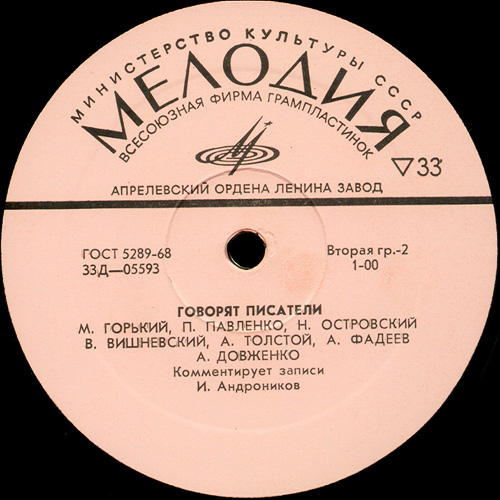 МИНИСТЕРСТВО КУЛЬТУРЫ СССР
МЕЛОДИЯ
ВСЕСОЮЗНАЯ ФИРМА ГРАМПЛАСТИНОК
▽33
АПРЕЛЕВСКИЙ ОРДЕНА ЛЕНИНА ЗАВОД
ГОСТ 5289-68
33Д—05593
Вторая гр.-2
1-00
ГОВОРЯТ ПИСАТЕЛИ
М. ГОРЬКИЙ, П. ПАВЛЕНКО, Н. ОСТРОВСКИЙ
В. ВИШНЕВСКИЙ, А. ТОЛСТОЙ, А. ФАДЕЕВ
А. ДОВЖЕНКО
Комментирует записи
И. Андроников